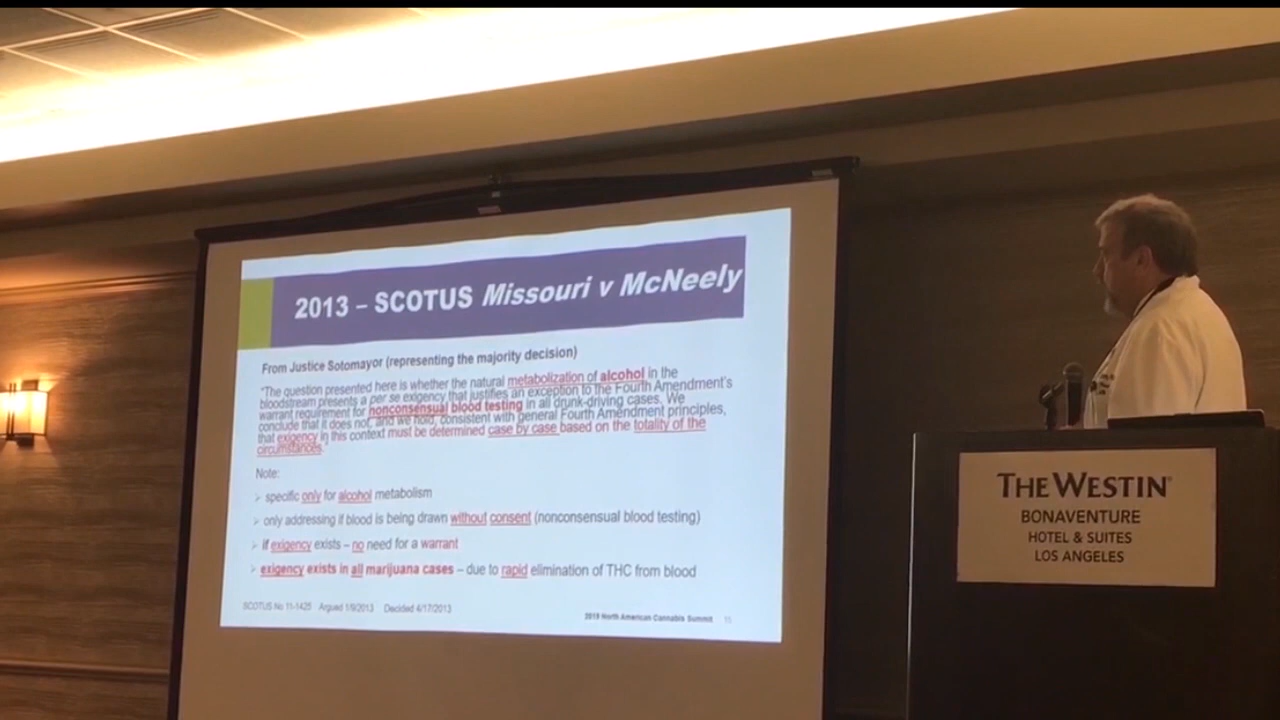 2013 – SCOTUS Missouri v McNeely
From Justice Sotomayor (representing the majority decision)
"The question presented here is whether the natural metabolization of alcohol in the
bloodstream presents a per se exigency that justifies an exception to the Fourth Amendment's
warrant requirement for nonconsensual blood testing in all drunk-driving cases. We
conclude that it does not, and we hold, consistent with general Fourth Amendment principles,
that exigency in this context must be determined case by case based on the totality of the
circumstances."
Note:
➢ specific only for alcohol metabolism
➢ only addressing if blood is being drawn without consent (nonconsensual blood testing)
➢ if exigency exists – no need for a warrant
➢ exigency exists in all marijuana cases – due to rapid elimination of THC from blood
SCOTUS No 11-1425 Argued 1/9/2013 Decided 4/17/2013
2019 North American Cannabis Summit 15
THE WESTIN
BONAVENTURE
HOTEL & SUITES
LOS ANGELES